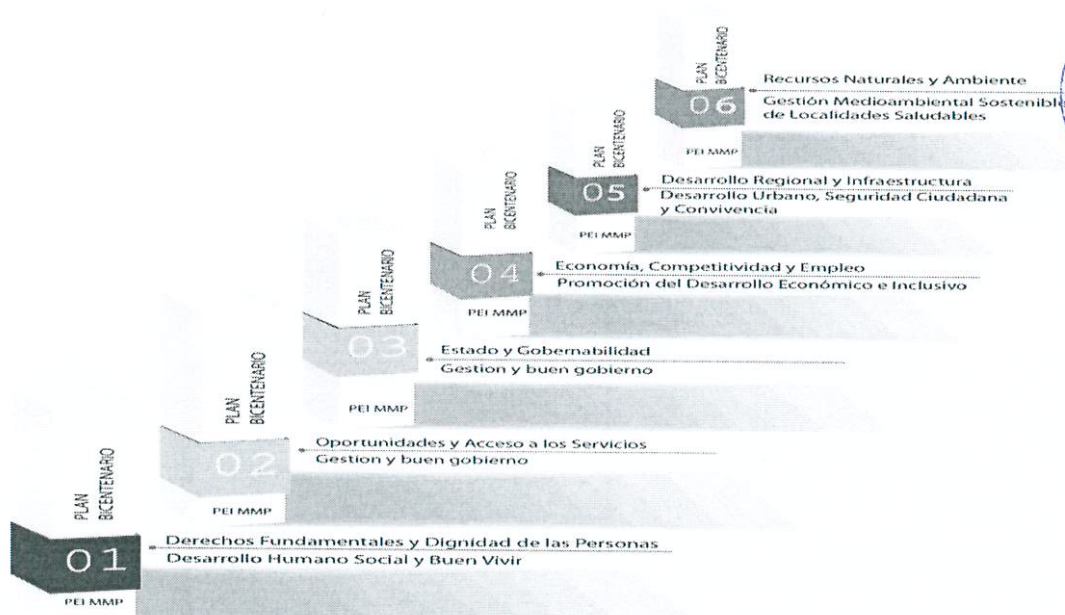 PLAN
BICENTENARIO
06
Recursos Naturales y Ambiente
Gestión Medioambiental Sostenible
de Localidades Saludables
PEI MMP
PLAN
BICENTENARIO
05
Desarrollo Regional y Infraestructura
Desarrollo Urbano, Seguridad Ciudadana
y Convivencia
PEI MMP
PLAN
BICENTENARIO
04
Economía, Competitividad y Empleo
Promoción del Desarrollo Económico e Inclusivo
PEI MMP
PLAN
BICENTENARIO
03
Estado y Gobernabilidad
Gestion y buen gobierno
PEI MMP
PLAN
BICENTENARIO
02
Oportunidades y Acceso a los Servicios
Gestion y buen gobierno
PEI MMP
PLAN
BICENTENARIO
01
Derechos Fundamentales y Dignidad de las Personas
Desarrollo Humano Social y Buen Vivir
PEI MMP